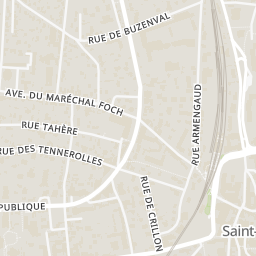 RUE DE BUZENVAL
AVE. DU MARÉCHAL FOCH
RUE TAHÈRE
RUE ARMENGAUD
RUE DES TENNEROLLES
RUE DE CRILLON
PUBLIQUE
Saint-